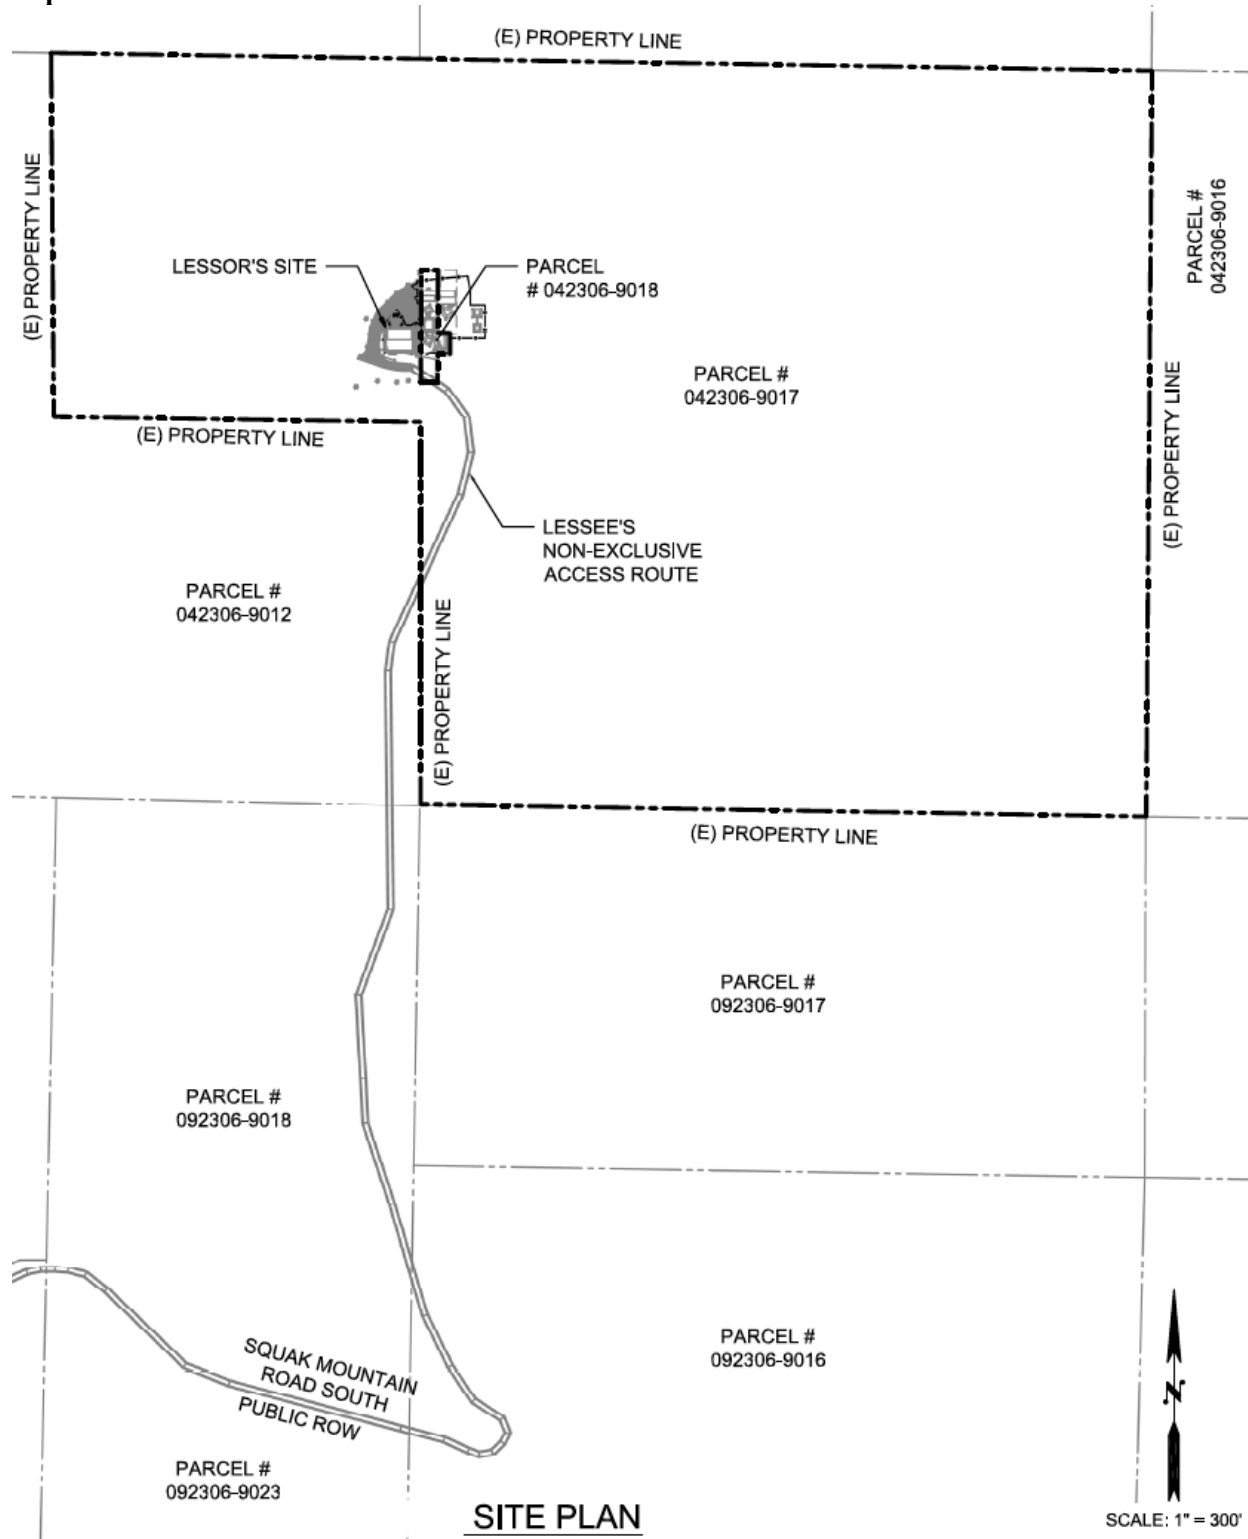 (E) PROPERTY LINE
(E) PROPERTY LINE
PARCEL #
042306-9016
LESSOR'S SITE
PARCEL
# 042306-9018
PARCEL #
042306-9017
(E) PROPERTY LINE
(E) PROPERTY LINE
LESSEE'S
NON-EXCLUSIVE
ACCESS ROUTE
PARCEL #
042306-9012
(E) PROPERTY LINE
(E) PROPERTY LINE
PARCEL #
092306-9017
PARCEL #
092306-9018
PARCEL #
092306-9016
SQUAK MOUNTAIN
ROAD SOUTH
PUBLIC ROW
PARCEL #
092306-9023
N
SITE PLAN
SCALE: 1" = 300'